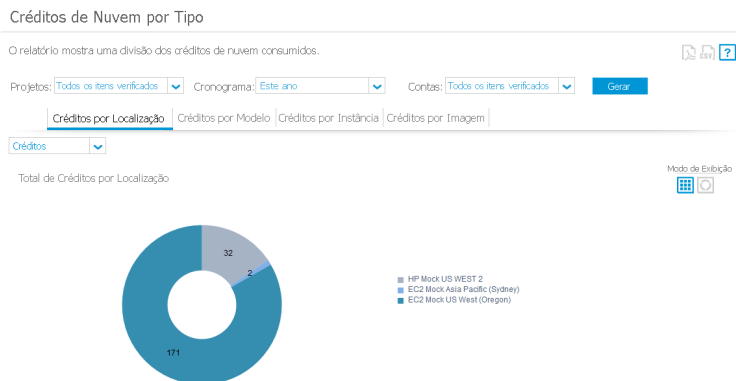 Créditos de Nuvem por Tipo
O relatório mostra uma divisão dos créditos de nuvem consumidos.
CSV ?
Projetos: Todos os itens verificados Cronograma: Este ano Contas: Todos os itens verificados Gerar
Créditos por Localização Créditos por Modelo Créditos por Instância Créditos por Imagem
Créditos
Modo de Exibição
Total de Créditos por Localização
32
2
171
HP Mock US WEST 2
EC2 Mock Asia Pacific (Sydney)
EC2 Mock US West (Oregon)